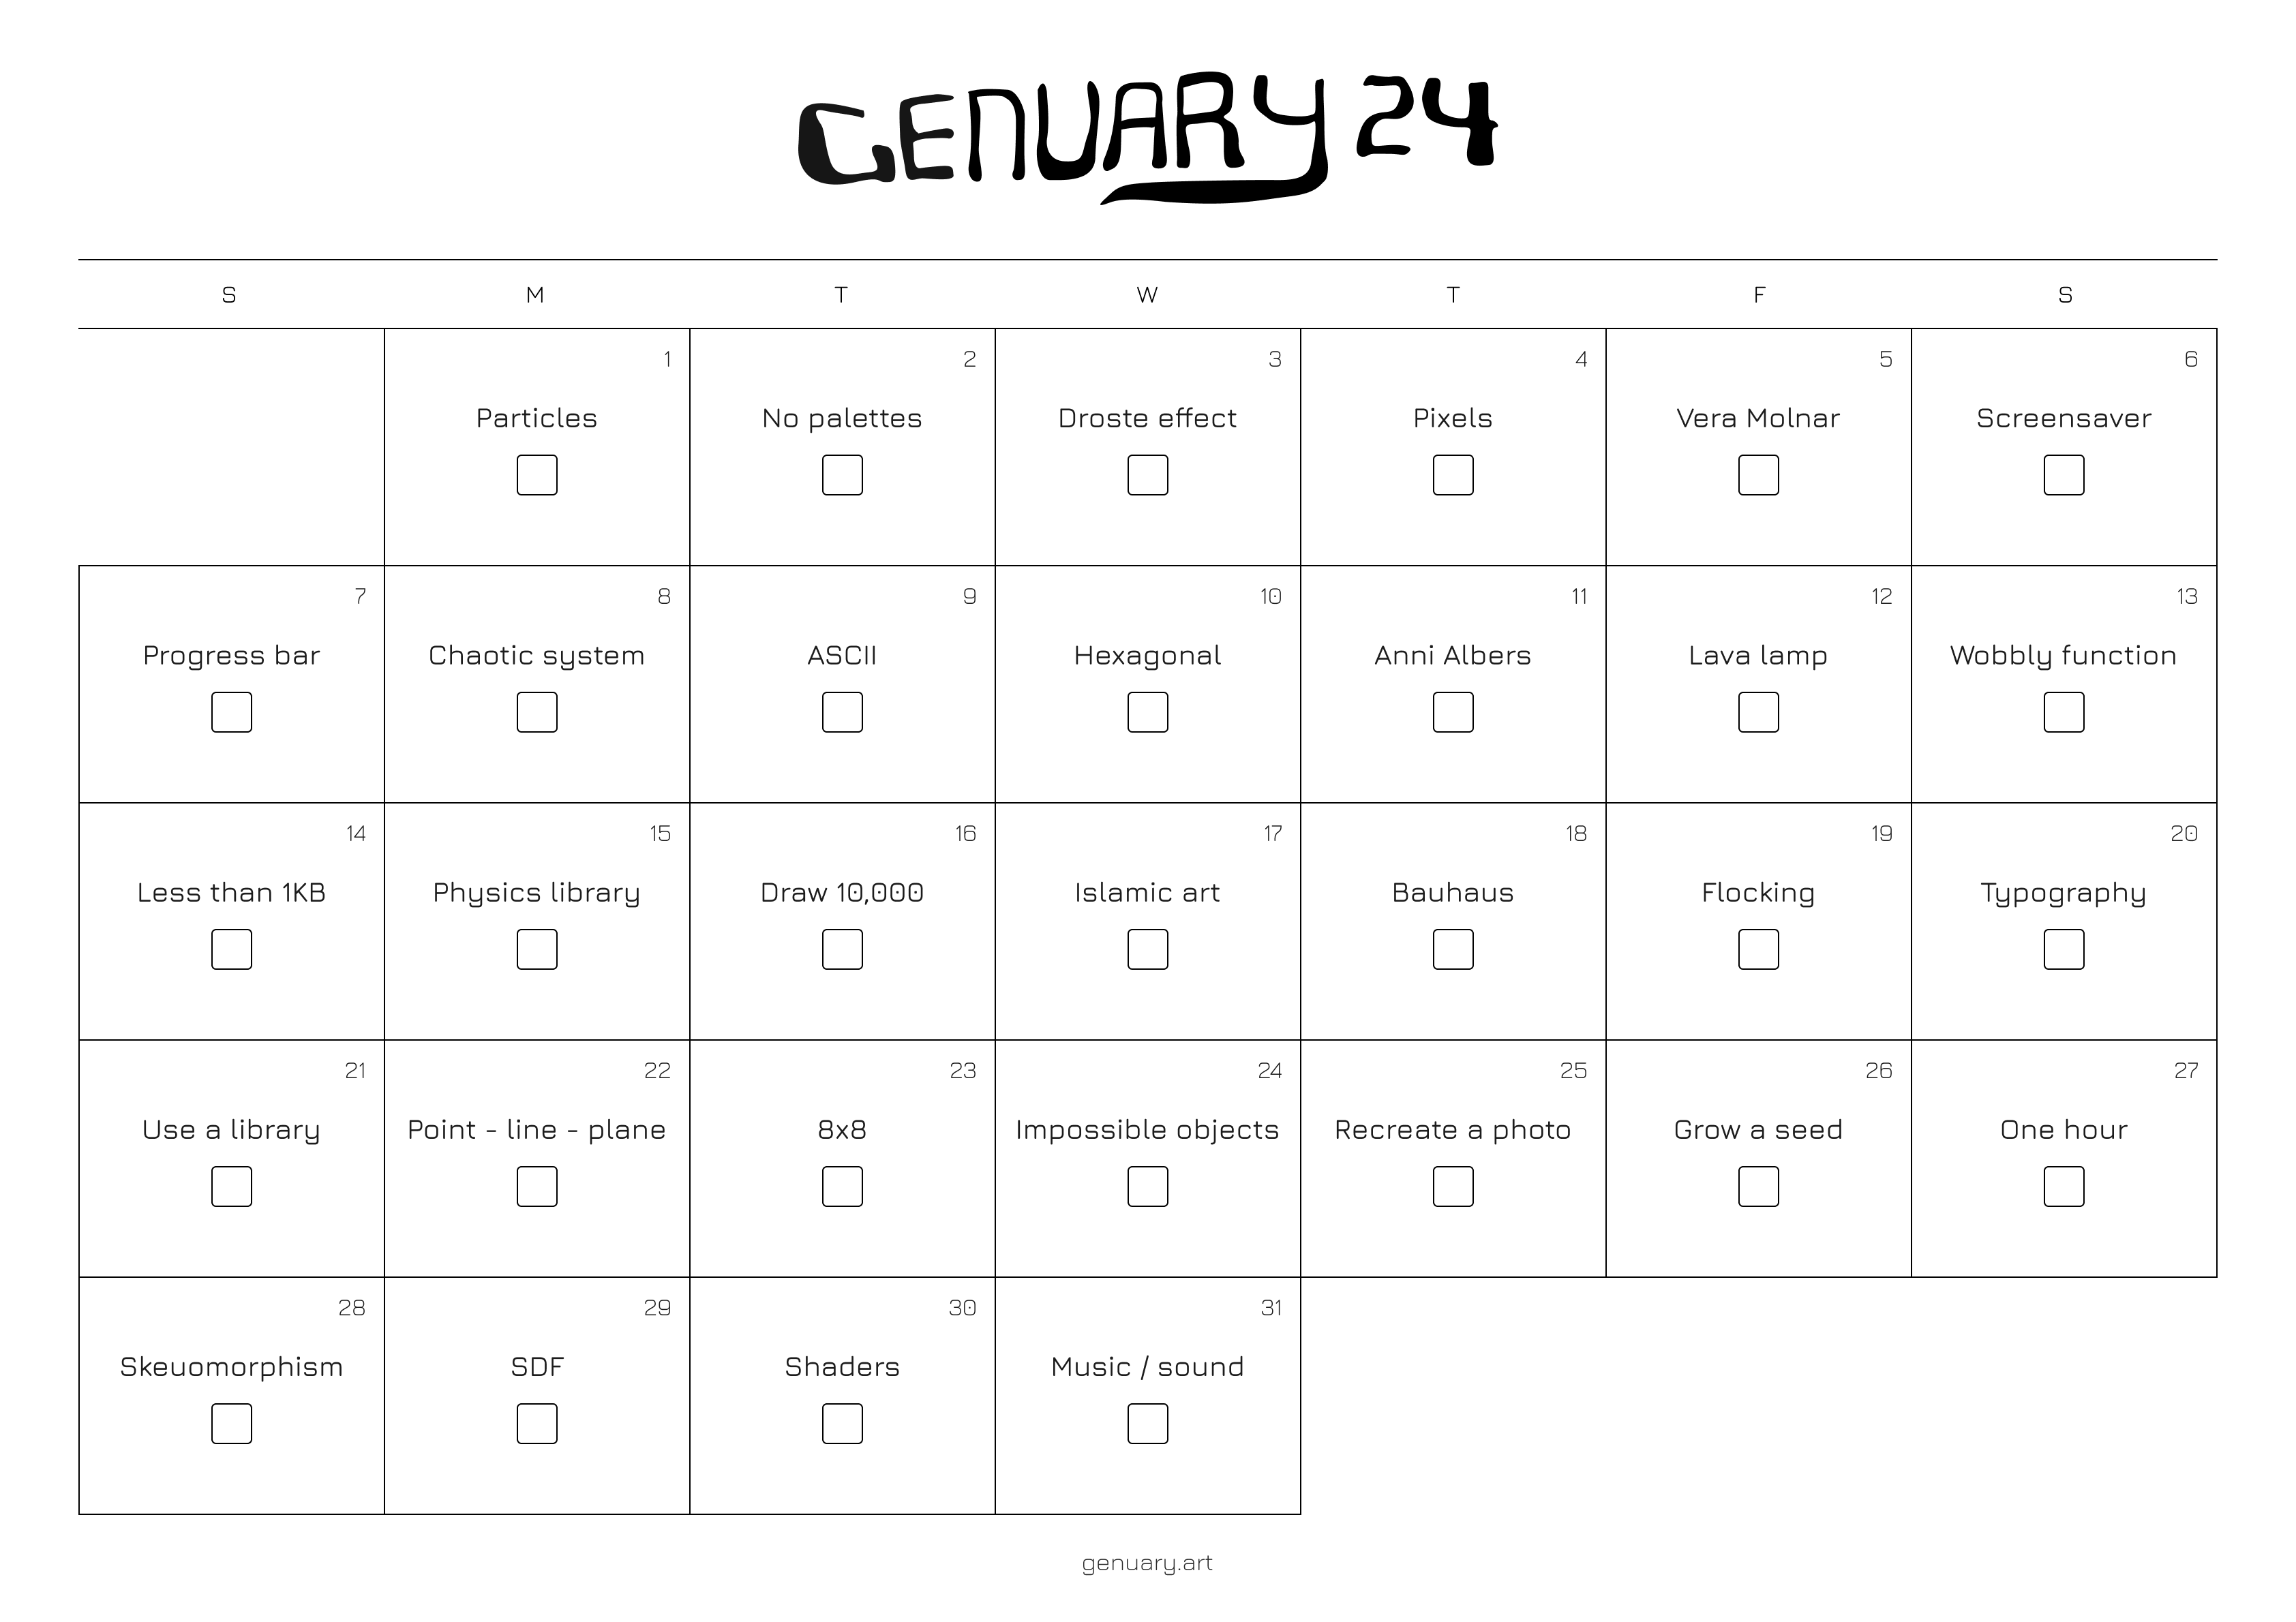 GENUARY 24
S M T W T F S
1 2 3 4 5 6
Particles No palettes Droste effect Pixels Vera Molnar Screensaver
7 8 9 10 11 12 13
Progress bar Chaotic system ASCII Hexagonal Anni Albers Lava lamp Wobbly function
14 15 16 17 18 19 20
Less than 1KB Physics library Draw 10,000 Islamic art Bauhaus Flocking Typography
21 22 23 24 25 26 27
Use a library Point - line - plane 8x8 Impossible objects Recreate a photo Grow a seed One hour
28 29 30 31
Skeuomorphism SDF Shaders Music / sound
genuary.art